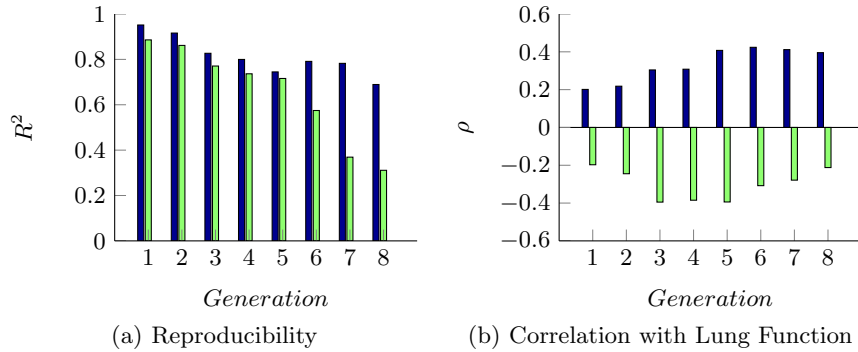 1
0.8
0.6
0.4
0.2
0
R²
1 2 3 4 5 6 7 8
Generation
(a) Reproducibility
0.6
0.4
0.2
0
−0.2
−0.4
−0.6
ρ
1 2 3 4 5 6 7 8
Generation
(b) Correlation with Lung Function